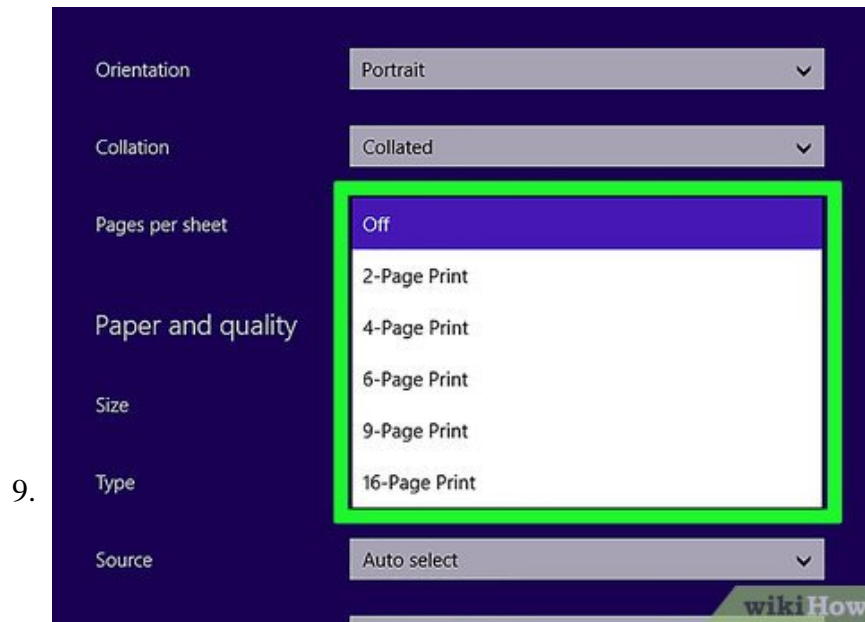 Orientation Portrait
Collation Collated
Pages per sheet Off
2-Page Print
Paper and quality 4-Page Print
6-Page Print
Size
9-Page Print
9. Type 16-Page Print
Source Auto select
wikiHow